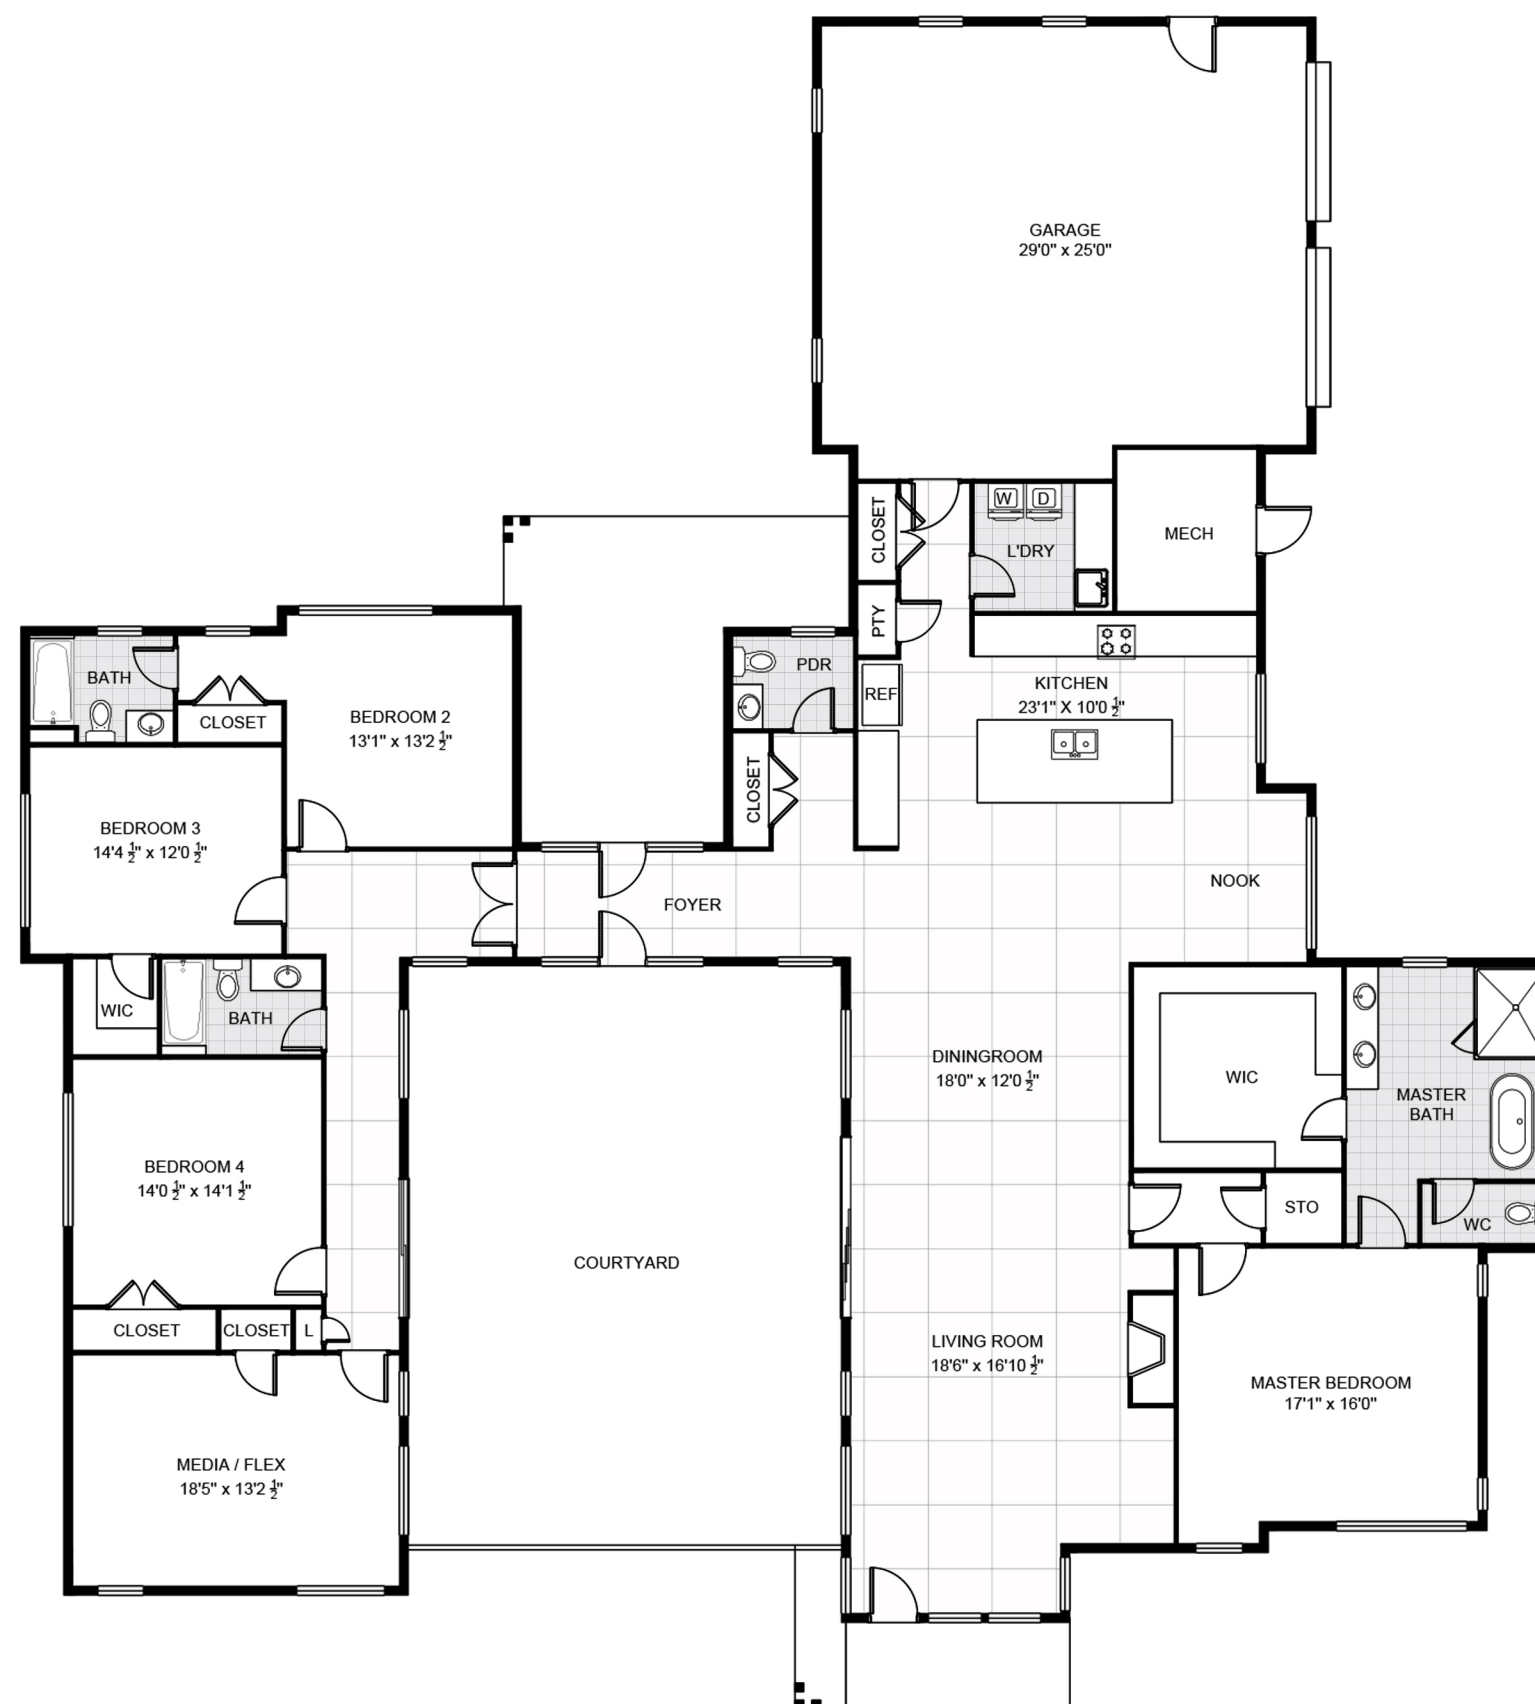 GARAGE
29'0" x 25'0"
CLOSET
W
D
L'DRY
MECH
PTY
PDR
REF
KITCHEN
23'1" X 10'0 1/2"
BATH
CLOSET
BEDROOM 2
13'1" x 13'2 1/2"
CLOSET
BEDROOM 3
14'4 1/2" x 12'0 1/2"
FOYER
NOOK
WIC
BATH
DININGROOM
18'0" x 12'0 1/2"
WIC
MASTER
BATH
BEDROOM 4
14'0 1/2" x 14'1 1/2"
STO
WC
COURTYARD
CLOSET
CLOSET
L
LIVING ROOM
18'6" x 16'10 1/2"
MASTER BEDROOM
17'1" x 16'0"
MEDIA / FLEX
18'5" x 13'2 1/2"